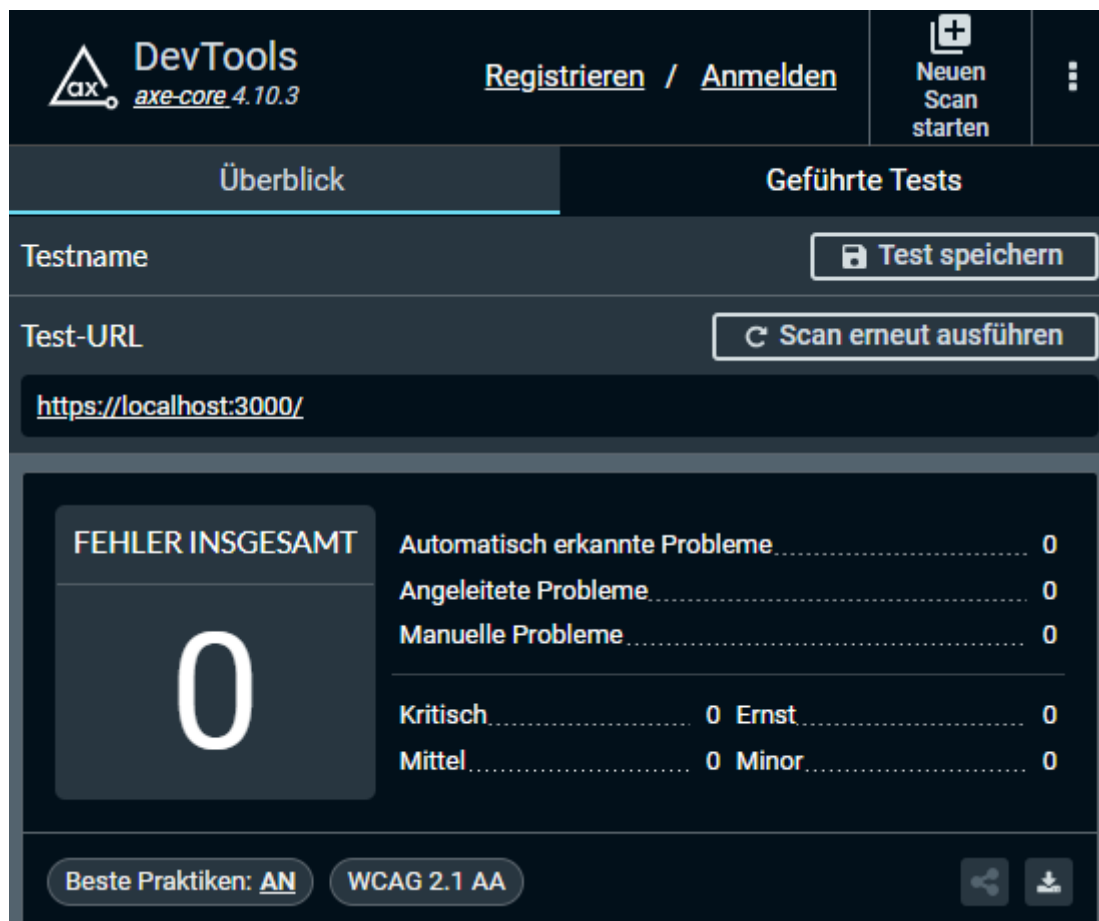 DevTools
axe-core 4.10.3
Registrieren / Anmelden
Neuen
Scan
starten
Überblick
Geführte Tests
Testname
Test speichern
Test-URL
Scan erneut ausführen
https://localhost:3000/
FEHLER INSGESAMT
0
Automatisch erkannte Probleme 0
Angeleitete Probleme 0
Manuelle Probleme 0
Kritisch 0 Ernst 0
Mittel 0 Minor 0
Beste Praktiken: AN
WCAG 2.1 AA